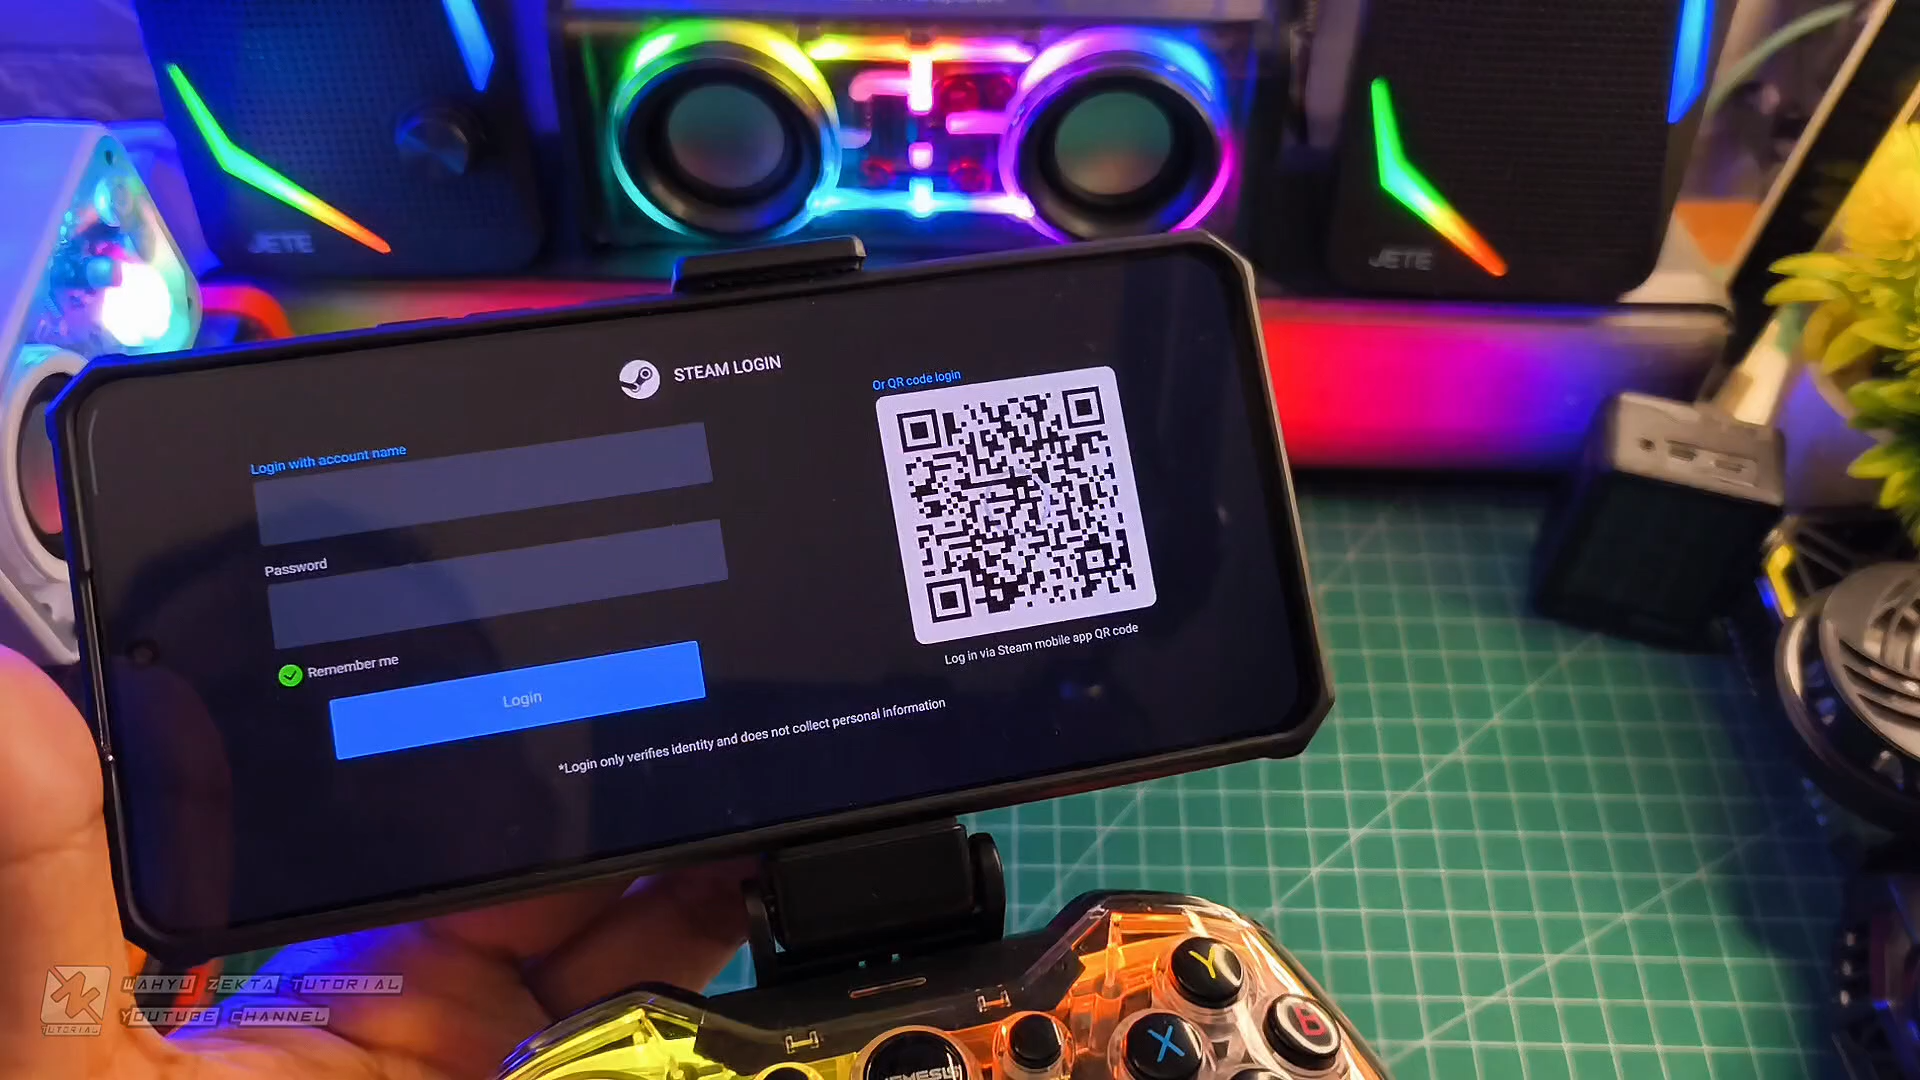 JETE
JETE
STEAM LOGIN
Or QR code login
Login with account name
Password
Remember me
Login
Log in via Steam mobile app QR code
*Login only verifies identity and does not collect personal information
WAHYU ZEKTA TUTORIAL
YOUTUBE CHANNEL
TUTORIAL
Y
X
B
NEMESIS